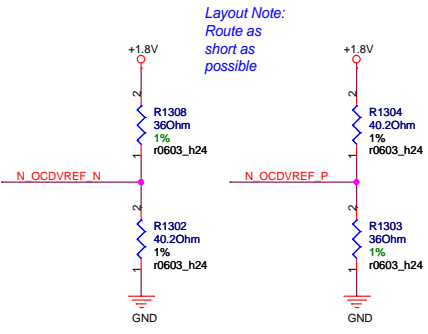 Layout Note:
Route as
short as
possible
+1.8V
2
R1308
36Ohm
1%
r0603_h24
1
N_OCDVREF_N
2
R1302
40.2Ohm
1%
r0603_h24
1
GND
+1.8V
2
R1304
40.2Ohm
1%
r0603_h24
1
N_OCDVREF_P
2
R1303
36Ohm
1%
r0603_h24
1
GND